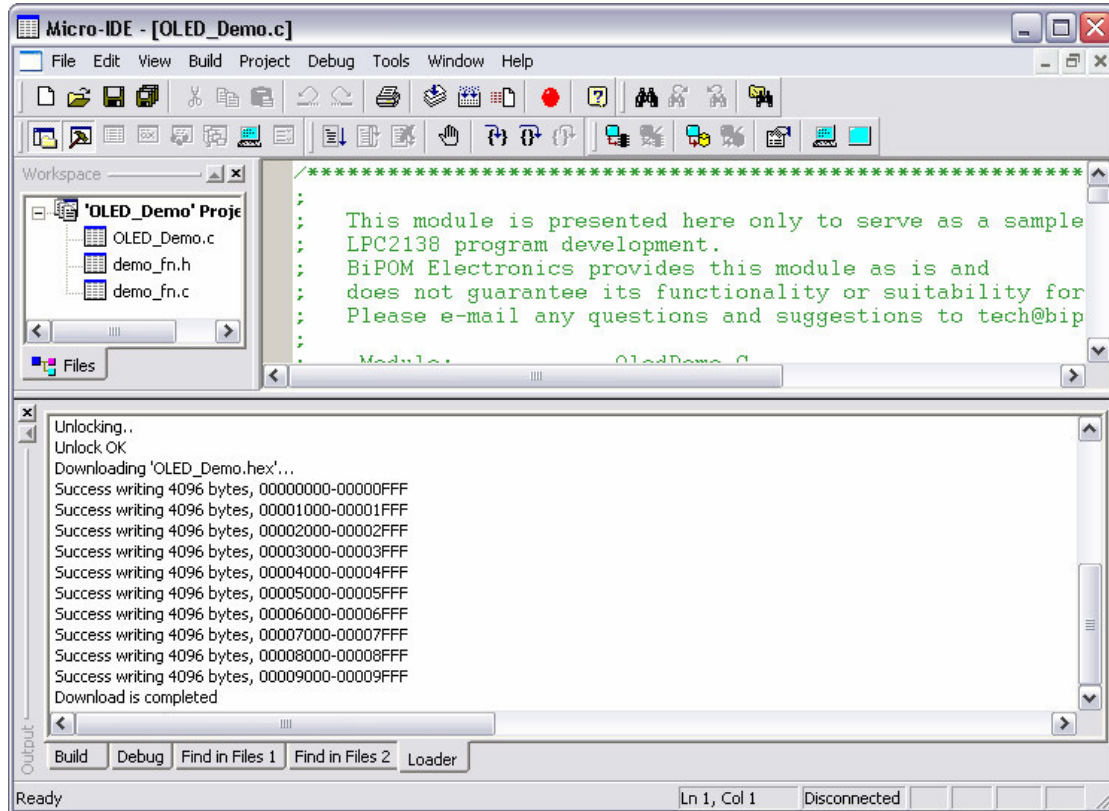 Micro-IDE - [OLED_Demo.c]
File Edit View Build Project Debug Tools Window Help
Workspace
'OLED_Demo' Proje
OLED_Demo.c
demo_fn.h
demo_fn.c
Files
/***********************************************************
;
; This module is presented here only to serve as a sample
; LPC2138 program development.
; BiPOM Electronics provides this module as is and
; does not guarantee its functionality or suitability for
; Please e-mail any questions and suggestions to tech@bip
;
; Module: OledDemo.C
Unlocking..
Unlock OK
Downloading 'OLED_Demo.hex'...
Success writing 4096 bytes, 00000000-00000FFF
Success writing 4096 bytes, 00001000-00001FFF
Success writing 4096 bytes, 00002000-00002FFF
Success writing 4096 bytes, 00003000-00003FFF
Success writing 4096 bytes, 00004000-00004FFF
Success writing 4096 bytes, 00005000-00005FFF
Success writing 4096 bytes, 00006000-00006FFF
Success writing 4096 bytes, 00007000-00007FFF
Success writing 4096 bytes, 00008000-00008FFF
Success writing 4096 bytes, 00009000-00009FFF
Download is completed
Output
Build Debug Find in Files 1 Find in Files 2 Loader
Ready Ln 1, Col 1 Disconnected